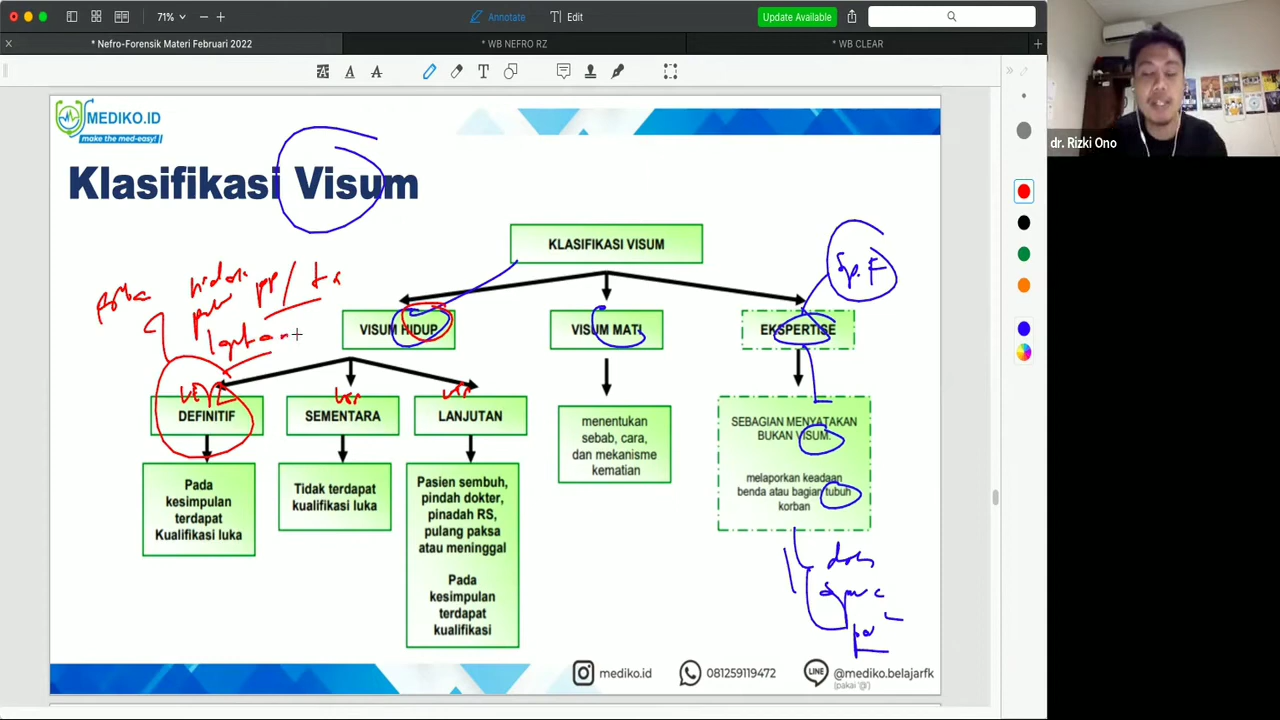 71%
Annotate
Edit
Update Available
* Nefro-Forensik Materi Februari 2022
* WB NEFRO RZ
* WB CLEAR
MEDIKO.ID
make the med-easy!
dr. Rizki Ono
Klasifikasi Visum
KLASIFIKASI VISUM
Sp.F
VISUM HIDUP
VISUM MATI
EKSPERTISE
DEFINITIF
SEMENTARA
LANJUTAN
Pada
kesimpulan
terdapat
Kualifikasi luka
Tidak terdapat
kualifikasi luka
Pasien sembuh,
pindah dokter,
pinadah RS,
pulang paksa
atau meninggal
Pada
kesimpulan
terdapat
kualifikasi
menentukan
sebab, cara,
dan mekanisme
kematian
SEBAGIAN MENYATAKAN
BUKAN VISUM.
melaporkan keadaan
benda atau bagian tubuh
korban
mediko.id
081259119472
LINE
@mediko.belajarfk
(pakai '@')